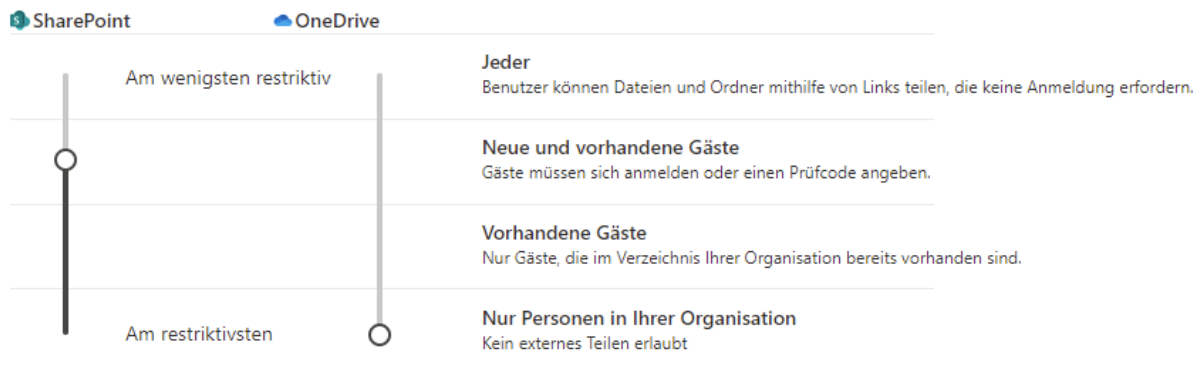 SharePoint OneDrive
Am wenigsten restriktiv
Jeder
Benutzer können Dateien und Ordner mithilfe von Links teilen, die keine Anmeldung erfordern.
Neue und vorhandene Gäste
Gäste müssen sich anmelden oder einen Prüfcode angeben.
Vorhandene Gäste
Nur Gäste, die im Verzeichnis Ihrer Organisation bereits vorhanden sind.
Am restriktivsten
Nur Personen in Ihrer Organisation
Kein externes Teilen erlaubt